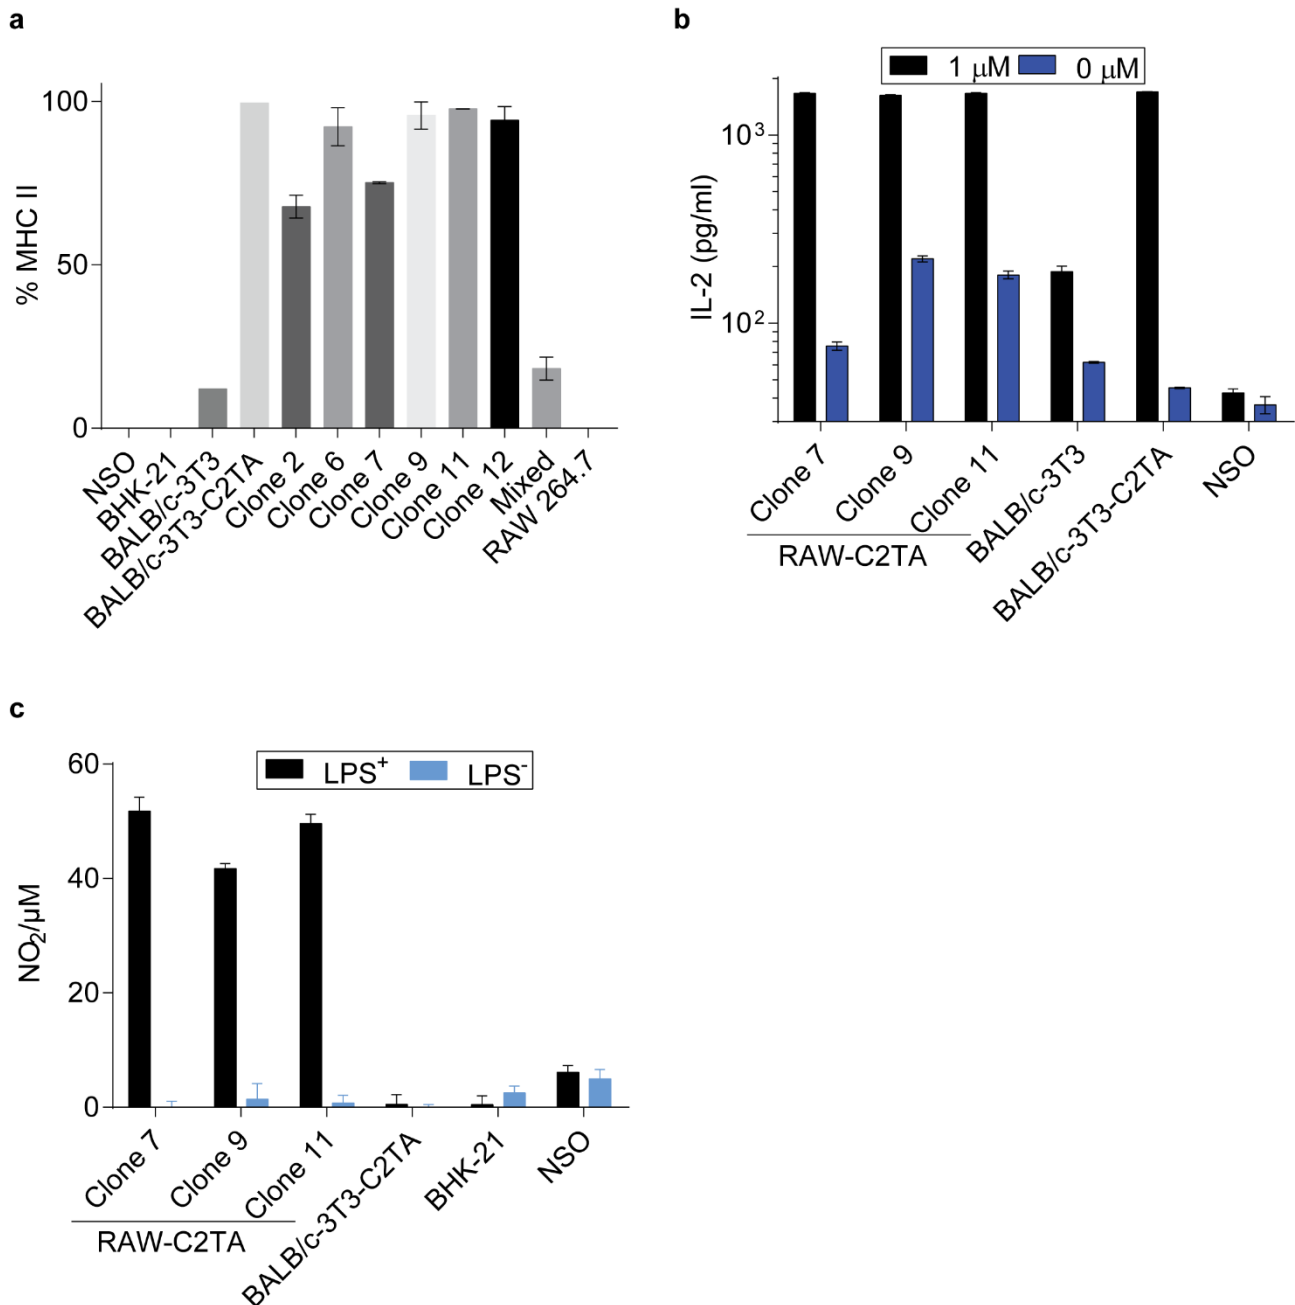 a
% MHC II
100
50
0
NSO
BHK-21
BALB/c-3T3
BALB/c-3T3-C2TA
Clone 2
Clone 6
Clone 7
Clone 9
Clone 11
Clone 12
Mixed
RAW 264.7
b
1 μM 0 μM
IL-2 (pg/ml)
10³
10²
Clone 7
Clone 9
Clone 11
BALB/c-3T3
BALB/c-3T3-C2TA
NSO
RAW-C2TA
c
LPS⁺ LPS⁻
NO₂/μM
60
40
20
0
Clone 7
Clone 9
Clone 11
BALB/c-3T3-C2TA
BHK-21
NSO
RAW-C2TA